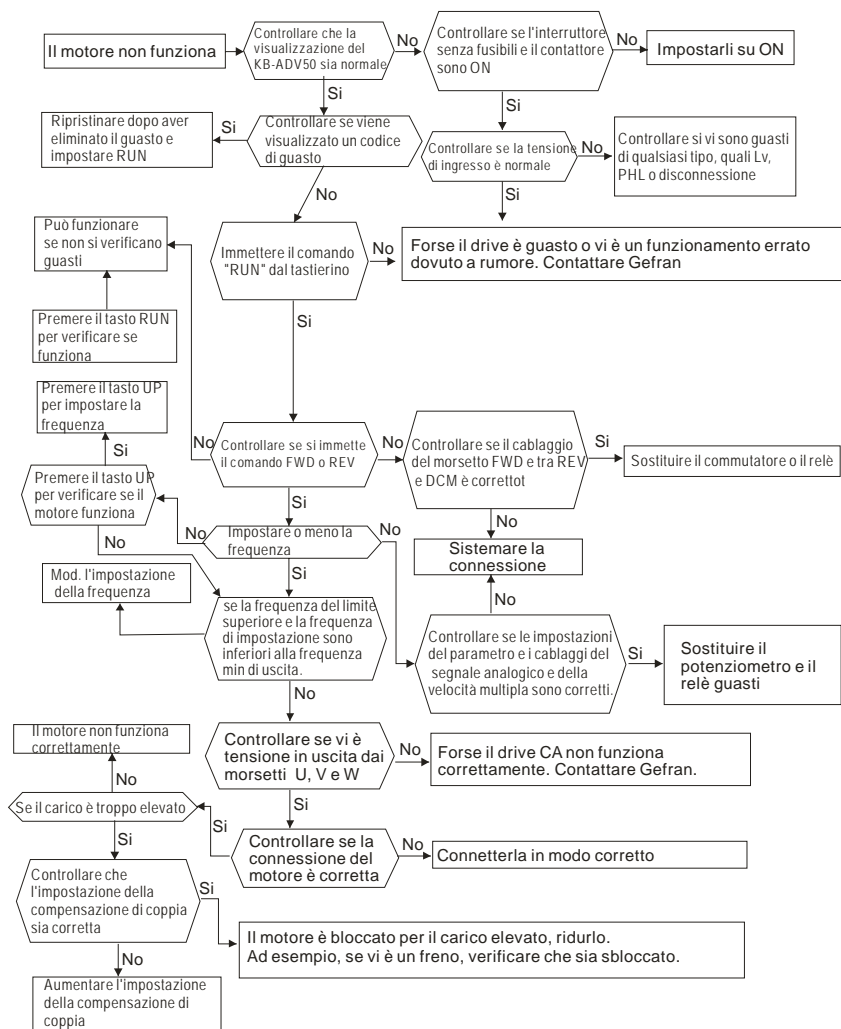 Il motore non funziona
Controllare che la
visualizzazione del
KB-ADV50 sia normale
No
Controllare se l'interruttore
senza fusibili e il contattore
sono ON
No
Impostarli su ON
Si
Si
Ripristinare dopo aver
eliminato il guasto e
impostare RUN
Si
Controllare se viene
visualizzato un codice
di guasto
Controllare se la tensione
di ingresso è normale
No
Controllare si vi sono guasti
di qualsiasi tipo, quali Lv,
PHL o disconnessione
No
Si
Può funzionare
se non si verificano
guasti
Immettere il comando
"RUN" dal tastierino
No
Forse il drive è guasto o vi è un funzionamento errato
dovuto a rumore. Contattare Gefran
Premere il tasto RUN
per verificare se
funziona
Si
Premere il tasto UP
per impostare la
frequenza
Si
No
Controllare se si immette
il comando FWD o REV
No
Controllare se il cablaggio
del morsetto FWD e tra REV
e DCM è correttot
Si
Sostituire il commutatore o il relè
Premere il tasto UP
per verificare se il
motore funziona
Si
No
No
Impostare o meno la
frequenza
No
No
Sistemare la
connessione
Mod. l'impostazione
della frequenza
Si
No
se la frequenza del limite
superiore e la frequenza
di impostazione sono
inferiori alla frequenza
min di uscita.
No
Controllare se le impostazioni
del parametro e i cablaggi del
segnale analogico e della
velocità multipla sono corretti.
Si
Sostituire il
potenziometro e il
relè guasti
No
Il motore non funziona
correttamente
Controllare se vi è
tensione in uscita dai
morsetti U, V e W
No
Forse il drive CA non funziona
correttamente. Contattare Gefran.
No
Si
Se il carico è troppo elevato
Si
Controllare se la
connessione del
motore è corretta
No
Connetterla in modo corretto
Si
Controllare che
l'impostazione della
compensazione di coppia
sia corretta
Si
Il motore è bloccato per il carico elevato, ridurlo.
Ad esempio, se vi è un freno, verificare che sia sbloccato.
No
Aumentare l'impostazione
della compensazione di
coppia